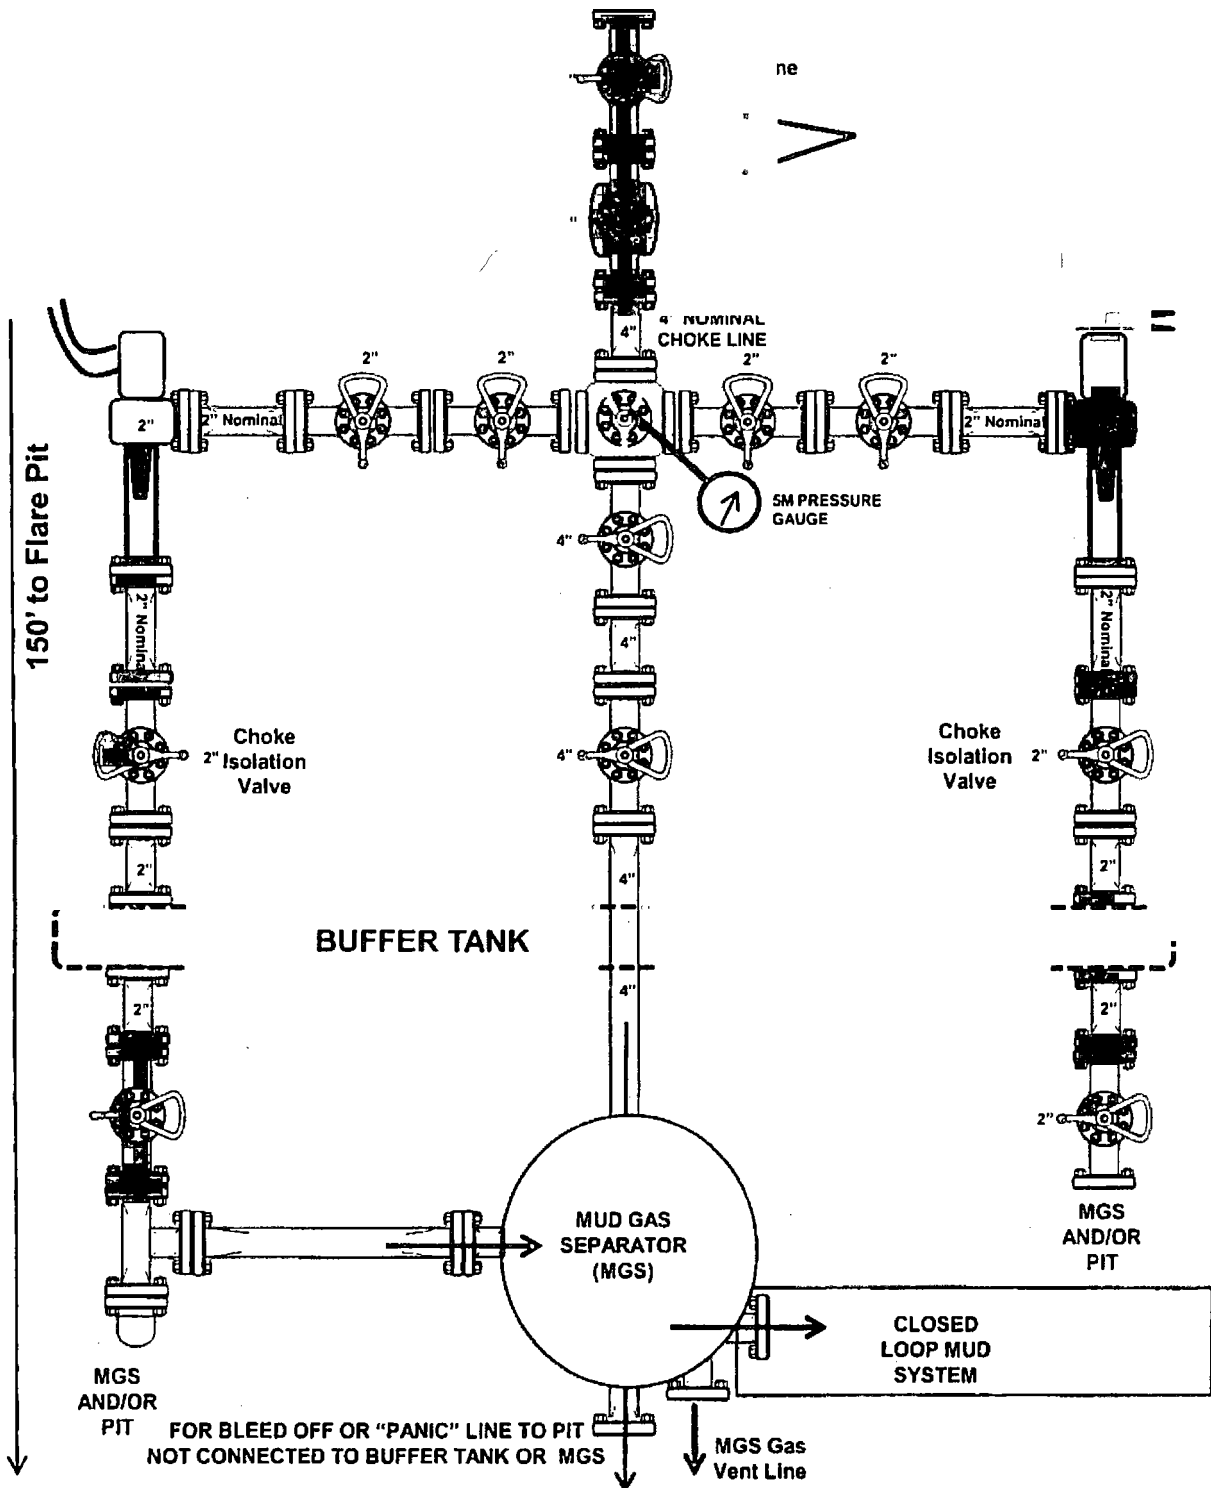 ne
4" NOMINAL
CHOKE LINE
4"
2"
2"
2"
2"
2"
2" Nominal
2" Nominal
5M PRESSURE
GAUGE
4"
150' to Flare Pit
2" Nominal
4"
2" Nominal
Choke
Isolation
Valve
2"
4"
Choke
Isolation
Valve
2"
2"
4"
2"
BUFFER TANK
2"
4"
2"
2"
MUD GAS
SEPARATOR
(MGS)
MGS
AND/OR
PIT
CLOSED
LOOP MUD
SYSTEM
MGS
AND/OR
PIT
FOR BLEED OFF OR "PANIC" LINE TO PIT
NOT CONNECTED TO BUFFER TANK OR MGS
MGS Gas
Vent Line